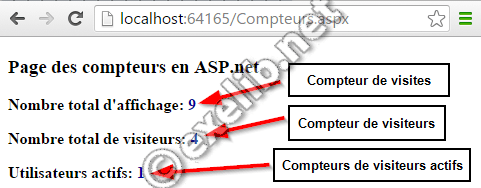 localhost:64165/Compteurs.aspx
Page des compteurs en ASP.net
Compteur de visites
Nombre total d'affichage: 9
Nombre total de visiteurs: 4
Compteur de visiteurs
Utilisateurs actifs: 1
Compteurs de visiteurs actifs
© exelib.net